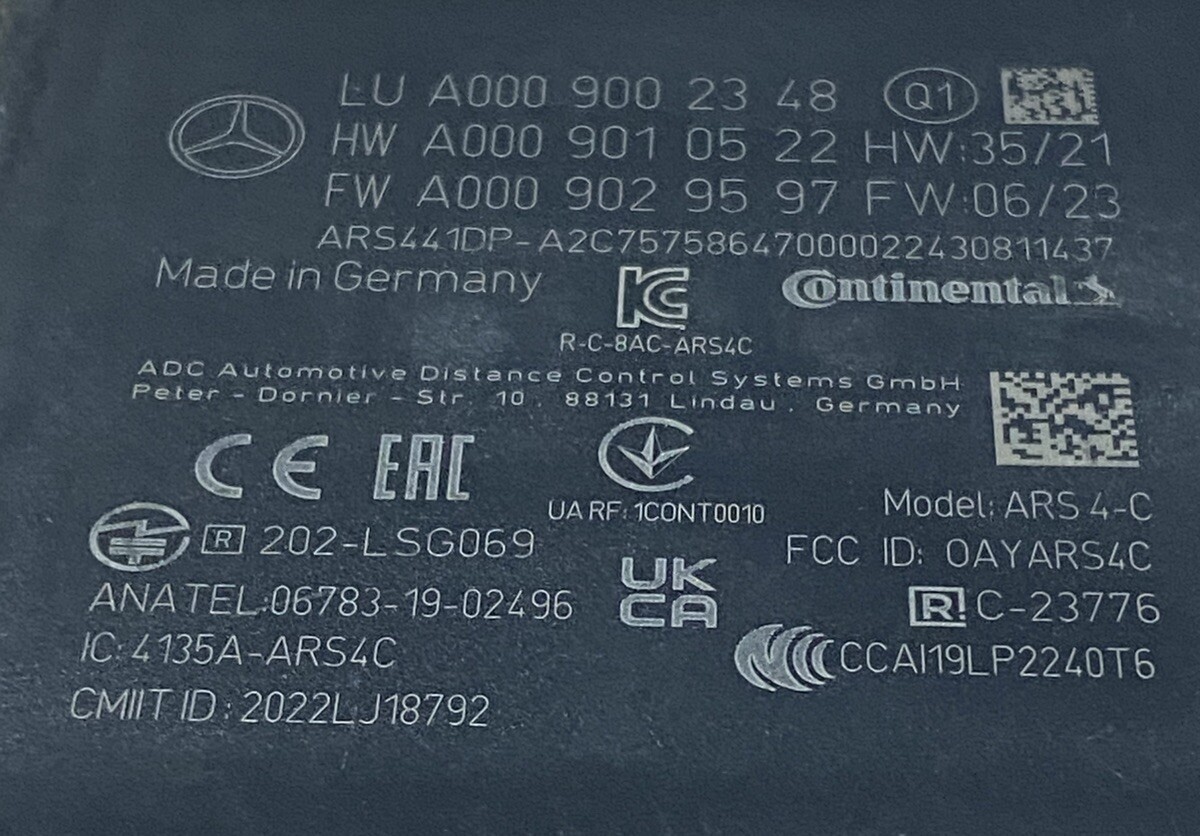 LU A000 900 23 48 Q1
HW A000 901 05 22 HW:35/21
FW A000 902 95 97 FW:06/23
ARS441DP-A2C7575864700002243081​1437
Made in Germany
Continental
R-C-8AC-ARS4C
ADC Automotive Distance Control Systems GmbH
Peter - Dornier - Str. 10 . 88131 Lindau . Germany
CE EAC
UA RF: 1CONT0010
Model: ARS 4-C
R 202-LSG069
FCC ID: OAYARS4C
UK
CA
ANATEL:06783-19-02496
R! C-23776
IC: 4135A-ARS4C
CCAI19LP2240T6
CMIIT ID: 2022LJ18792